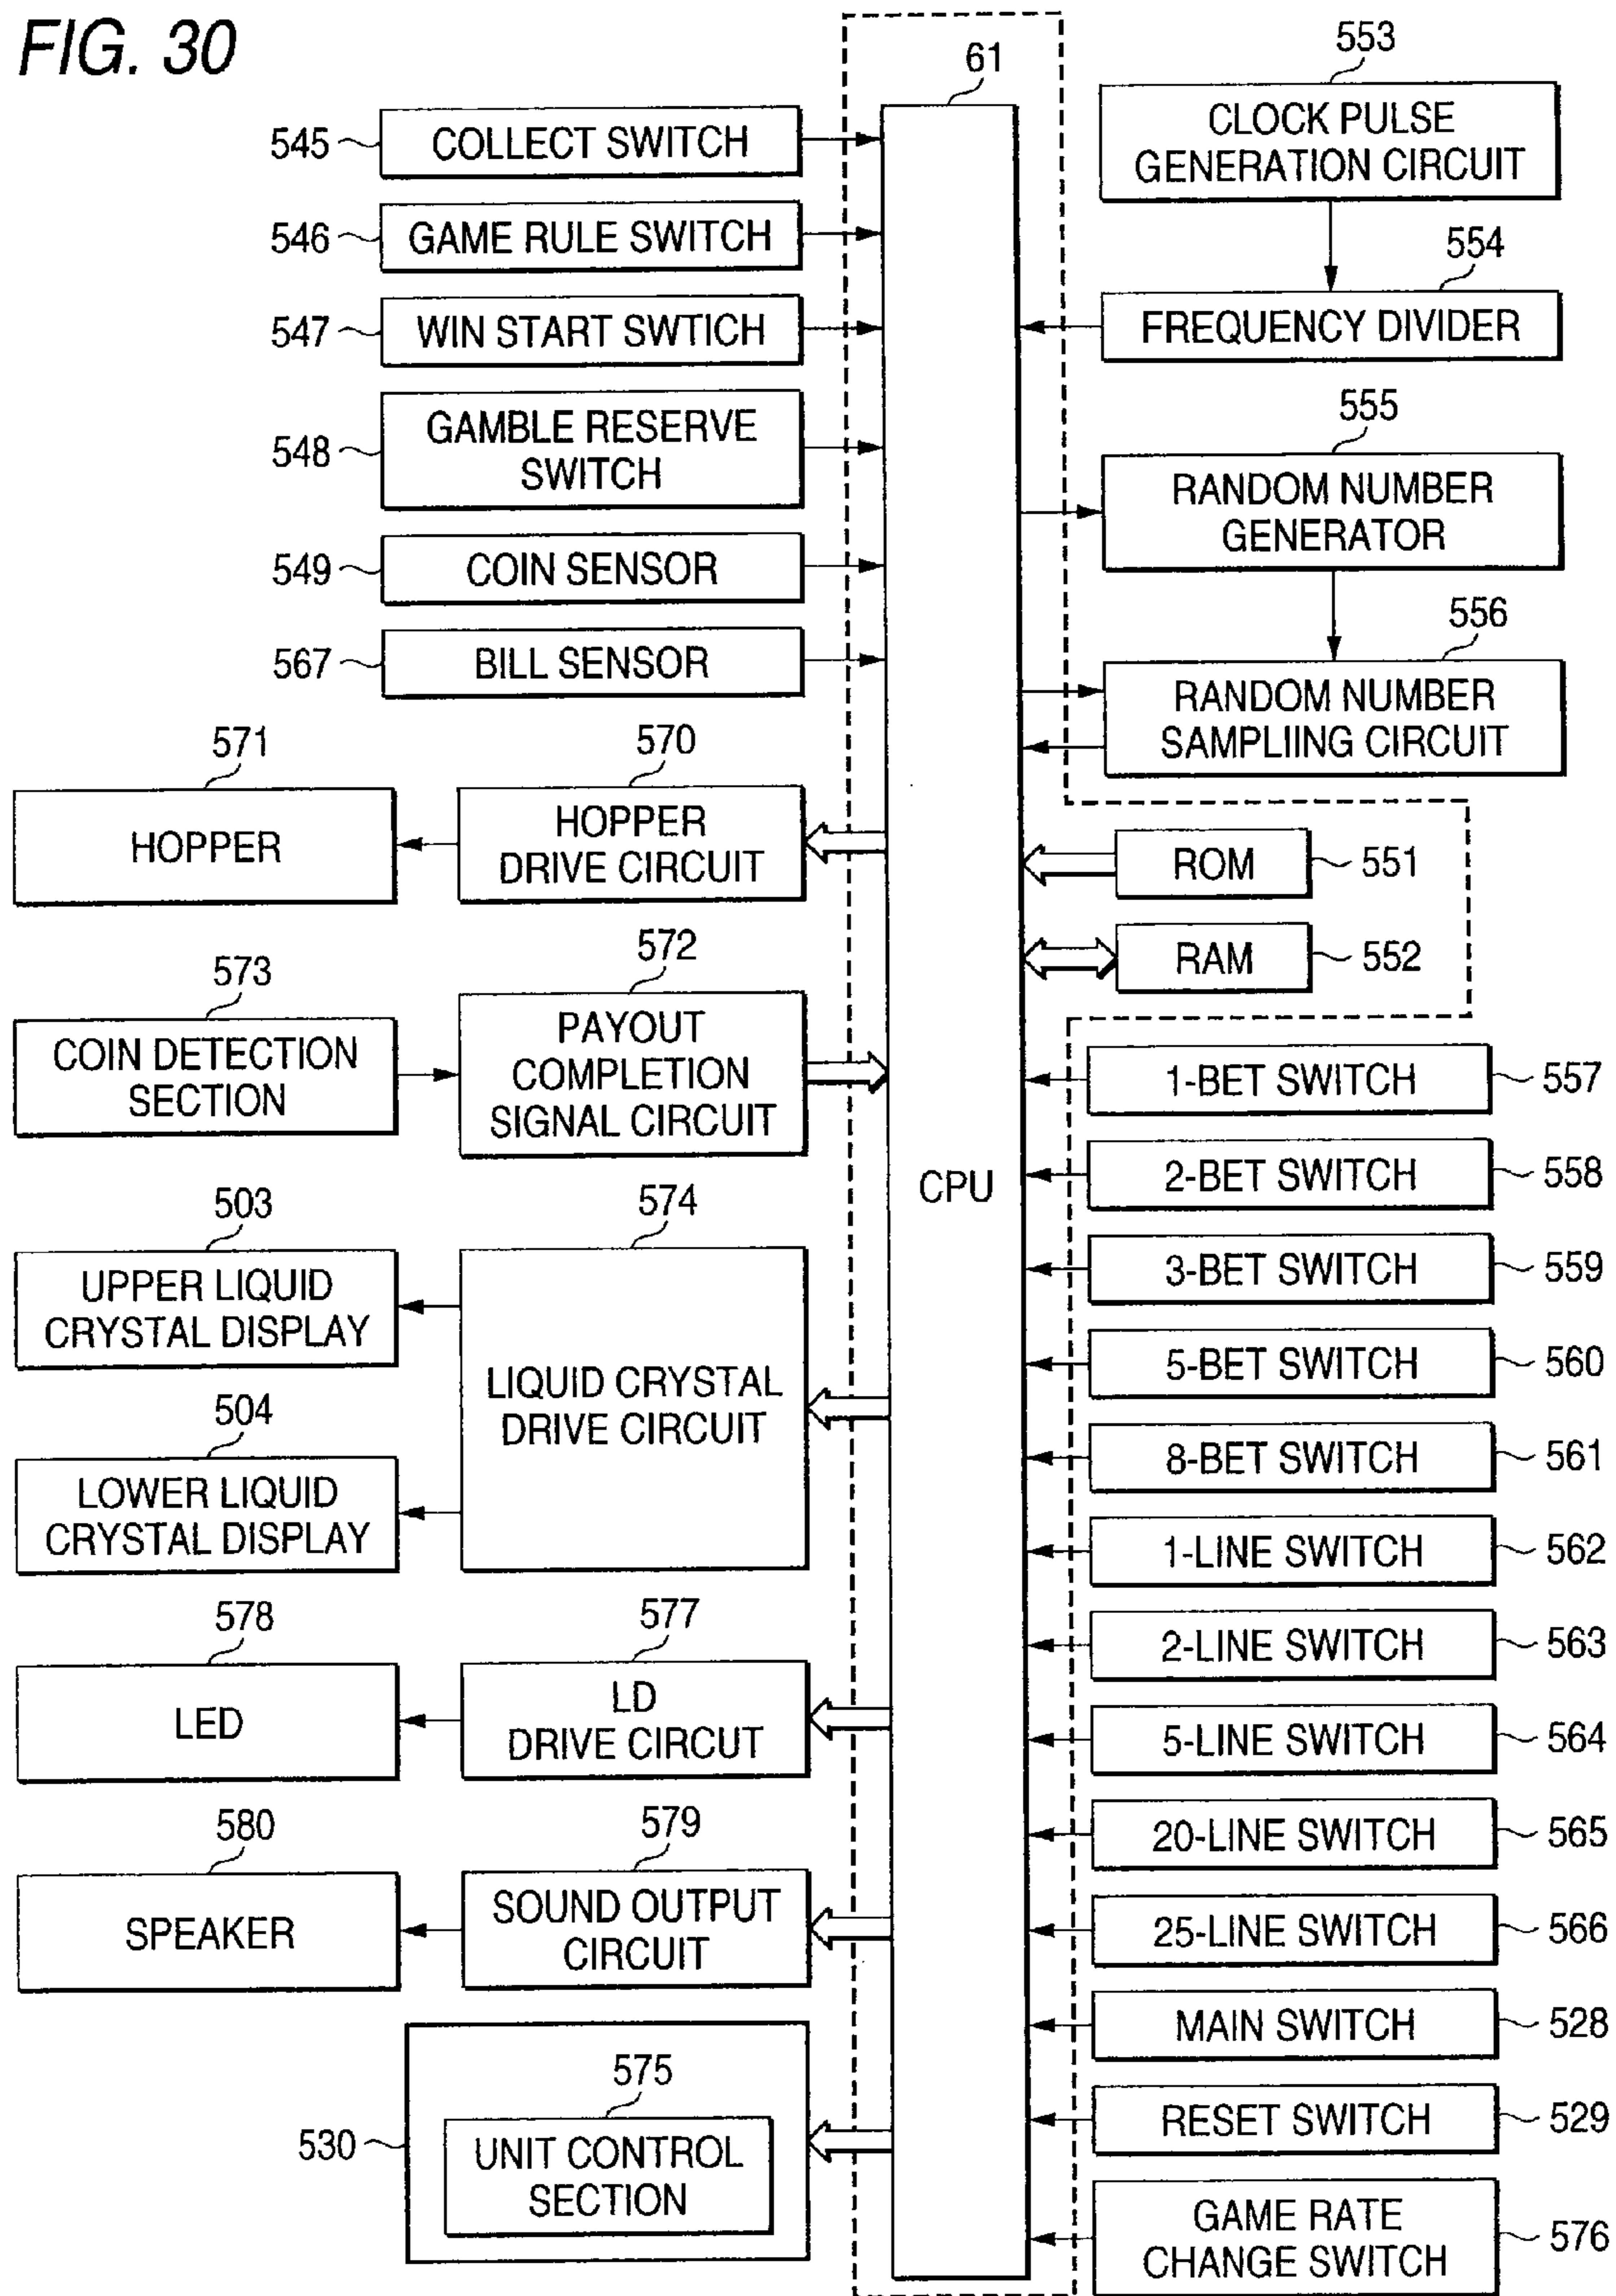 FIG. 30
61
553
CLOCK PULSE
GENERATION CIRCUIT
545
COLLECT SWITCH
546
GAME RULE SWITCH
554
FREQUENCY DIVIDER
547
WIN START SWTICH
548
GAMBLE RESERVE
SWITCH
555
RANDOM NUMBER
GENERATOR
549
COIN SENSOR
567
BILL SENSOR
556
RANDOM NUMBER
SAMPLIING CIRCUIT
571
HOPPER
570
HOPPER
DRIVE CIRCUIT
ROM
551
RAM
552
573
COIN DETECTION
SECTION
572
PAYOUT
COMPLETION
SIGNAL CIRCUIT
CPU
1-BET SWITCH
557
2-BET SWITCH
558
503
UPPER LIQUID
CRYSTAL DISPLAY
574
LIQUID CRYSTAL
DRIVE CIRCUIT
3-BET SWITCH
559
5-BET SWITCH
560
504
LOWER LIQUID
CRYSTAL DISPLAY
8-BET SWITCH
561
1-LINE SWITCH
562
578
LED
577
LD
DRIVE CIRCUT
2-LINE SWITCH
563
5-LINE SWITCH
564
580
SPEAKER
579
SOUND OUTPUT
CIRCUIT
20-LINE SWITCH
565
25-LINE SWITCH
566
MAIN SWITCH
528
530
575
UNIT CONTROL
SECTION
RESET SWITCH
529
GAME RATE
CHANGE SWITCH
576